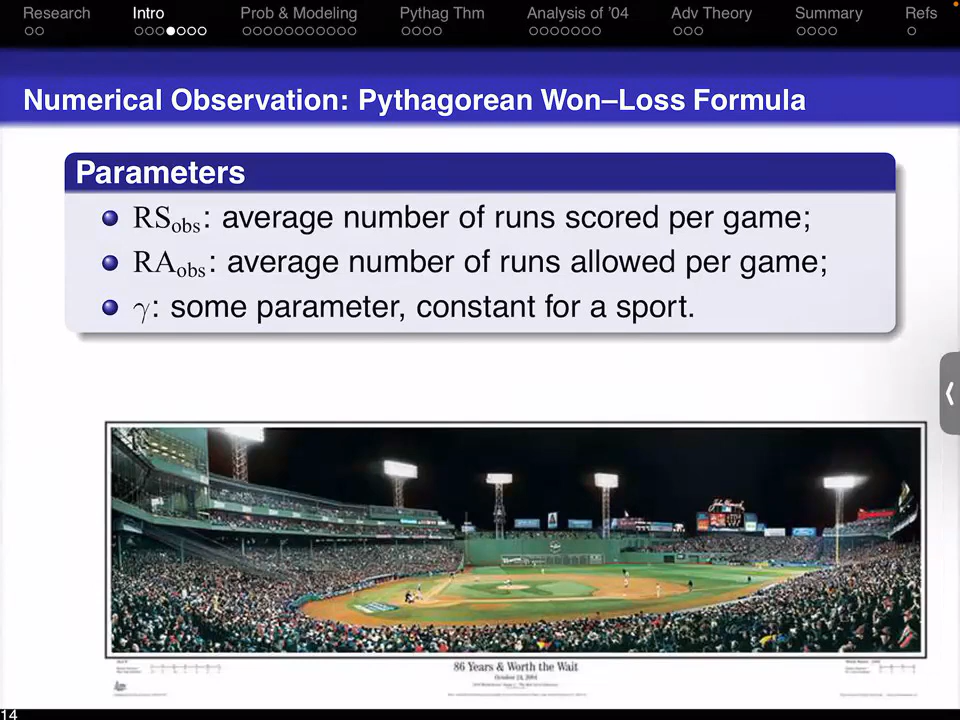 Research Intro Prob & Modeling Pythag Thm Analysis of ’04 Adv Theory Summary Refs
Numerical Observation: Pythagorean Won–Loss Formula
Parameters
RSobs: average number of runs scored per game;
RAobs: average number of runs allowed per game;
γ: some parameter, constant for a sport.
86 Years & Worth the Wait
October 24, 2004
14